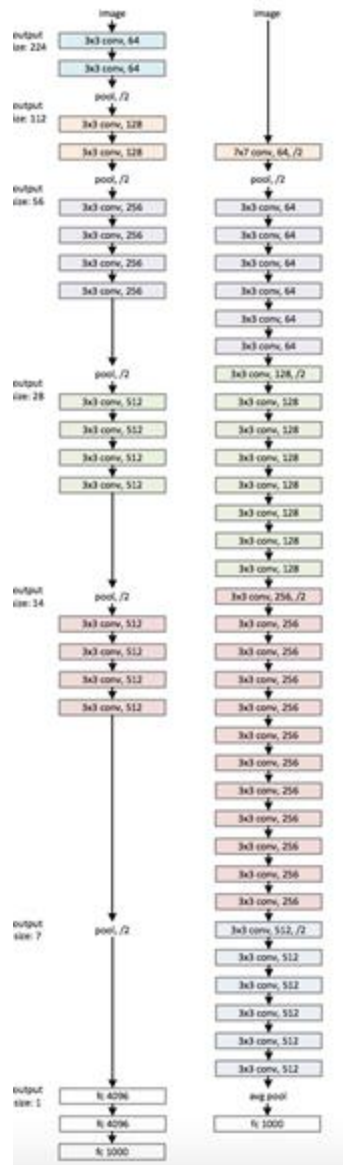 image
output
size: 224
3x3 conv, 64
3x3 conv, 64
pool, /2
output
size: 112
3x3 conv, 128
3x3 conv, 128
pool, /2
output
size: 56
3x3 conv, 256
3x3 conv, 256
3x3 conv, 256
3x3 conv, 256
pool, /2
output
size: 28
3x3 conv, 512
3x3 conv, 512
3x3 conv, 512
3x3 conv, 512
pool, /2
output
size: 14
3x3 conv, 512
3x3 conv, 512
3x3 conv, 512
3x3 conv, 512
output
size: 7
pool, /2
output
size: 1
fc 4096
fc 4096
fc 1000
image
7x7 conv, 64, /2
pool, /2
3x3 conv, 64
3x3 conv, 64
3x3 conv, 64
3x3 conv, 64
3x3 conv, 64
3x3 conv, 64
3x3 conv, 128, /2
3x3 conv, 128
3x3 conv, 128
3x3 conv, 128
3x3 conv, 128
3x3 conv, 128
3x3 conv, 128
3x3 conv, 128
3x3 conv, 256, /2
3x3 conv, 256
3x3 conv, 256
3x3 conv, 256
3x3 conv, 256
3x3 conv, 256
3x3 conv, 256
3x3 conv, 256
3x3 conv, 256
3x3 conv, 256
3x3 conv, 256
3x3 conv, 256
3x3 conv, 512, /2
3x3 conv, 512
3x3 conv, 512
3x3 conv, 512
3x3 conv, 512
3x3 conv, 512
avg pool
fc 1000